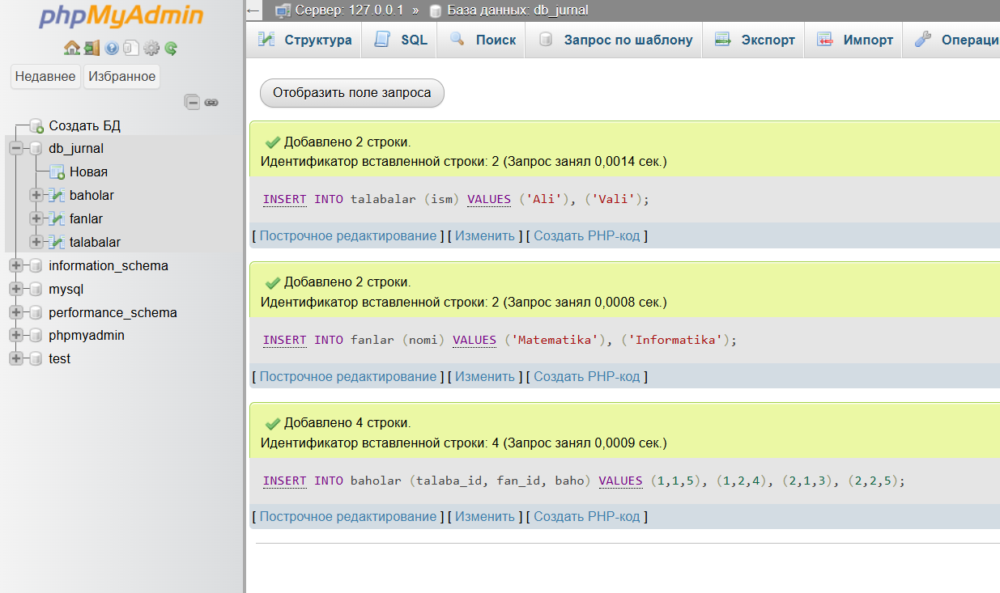 phpMyAdmin
Недавнее Избранное
Создать БД
db_jurnal
Новая
baholar
fanlar
talabalar
information_schema
mysql
performance_schema
phpmyadmin
test
← Сервер: 127.0.0.1 » База данных: db_jurnal
Структура SQL Поиск Запрос по шаблону Экспорт Импорт Операци
Отобразить поле запроса
Добавлено 2 строки.
Идентификатор вставленной строки: 2 (Запрос занял 0,0014 сек.)
INSERT INTO talabalar (ism) VALUES ('Ali'), ('Vali');
[ Построчное редактирование ] [ Изменить ] [ Создать PHP-код ]
Добавлено 2 строки.
Идентификатор вставленной строки: 2 (Запрос занял 0,0008 сек.)
INSERT INTO fanlar (nomi) VALUES ('Matematika'), ('Informatika');
[ Построчное редактирование ] [ Изменить ] [ Создать PHP-код ]
Добавлено 4 строки.
Идентификатор вставленной строки: 4 (Запрос занял 0,0009 сек.)
INSERT INTO baholar (talaba_id, fan_id, baho) VALUES (1,1,5), (1,2,4), (2,1,3), (2,2,5);
[ Построчное редактирование ] [ Изменить ] [ Создать PHP-код ]